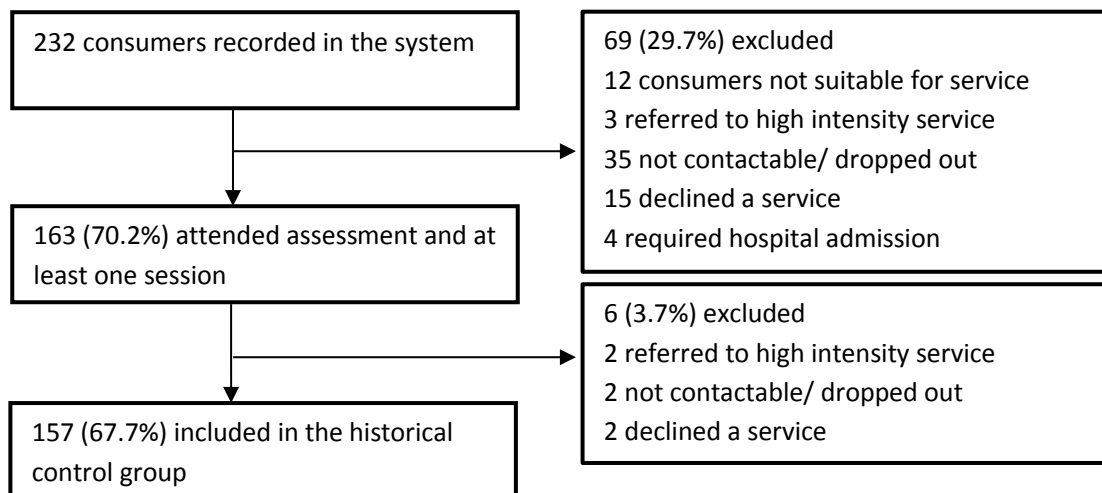 232 consumers recorded in the system
69 (29.7%) excluded
12 consumers not suitable for service
3 referred to high intensity service
35 not contactable/ dropped out
15 declined a service
4 required hospital admission
163 (70.2%) attended assessment and at
least one session
6 (3.7%) excluded
2 referred to high intensity service
2 not contactable/ dropped out
2 declined a service
157 (67.7%) included in the historical
control group